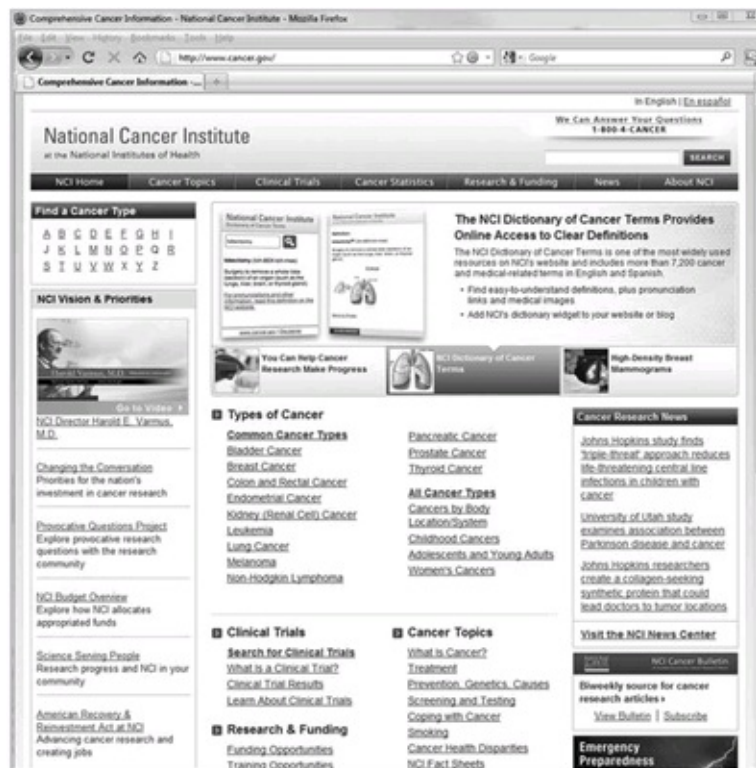 Comprehensive Cancer Information - National Cancer Institute - Mozilla Firefox
File Edit View History Bookmarks Tools Help
http://www.cancer.gov/
Google
Comprehensive Cancer Information -...
In English | En español
National Cancer Institute
at the National Institutes of Health
We Can Answer Your Questions
1-800-4-CANCER
SEARCH
NCI Home Cancer Topics Clinical Trials Cancer Statistics Research & Funding News About NCI
Find a Cancer Type
A B C D E F G H I
J K L M N O P Q R
S T U V W X Y Z
NCI Vision & Priorities
Harold Varmus, M.D.
Go to Video
NCI Director Harold E. Varmus,
M.D.
Changing the Conversation
Priorities for the nation's
investment in cancer research
Provocative Questions Project
Explore provocative research
questions with the research
community
NCI Budget Overview
Explore how NCI allocates
appropriated funds
Science Serving People
Research progress and NCI in your
community
American Recovery &
Reinvestment Act at NCI
Advancing cancer research and
creating jobs
National Cancer Institute
The NCI Dictionary of Cancer Terms Provides
Online Access to Clear Definitions
The NCI Dictionary of Cancer Terms is one of the most widely used
resources on NCI's website and includes more than 7,200 cancer
and medical-related terms in English and Spanish.
• Find easy-to-understand definitions, plus pronunciation
links and medical images
• Add NCI's dictionary widget to your website or blog
You Can Help Cancer
Research Make Progress
NCI Dictionary of Cancer
Terms
High-Density Breast
Mammograms
Types of Cancer
Common Cancer Types
Bladder Cancer
Breast Cancer
Colon and Rectal Cancer
Endometrial Cancer
Kidney (Renal Cell) Cancer
Leukemia
Lung Cancer
Melanoma
Non-Hodgkin Lymphoma
Pancreatic Cancer
Prostate Cancer
Thyroid Cancer
All Cancer Types
Cancers by Body
Location/System
Childhood Cancers
Adolescents and Young Adults
Women's Cancers
Clinical Trials
Search for Clinical Trials
What Is a Clinical Trial?
Clinical Trial Results
Learn About Clinical Trials
Research & Funding
Funding Opportunities
Training Opportunities
Cancer Topics
What Is Cancer?
Treatment
Prevention, Genetics, Causes
Screening and Testing
Coping with Cancer
Smoking
Cancer Health Disparities
NCI Fact Sheets
Cancer Research News
Johns Hopkins study finds
'triple-threat' approach reduces
life-threatening central line
infections in children with
cancer
University of Utah study
examines association between
Parkinson disease and cancer
Johns Hopkins researchers
create a collagen-seeking
synthetic protein that could
lead doctors to tumor locations
Visit the NCI News Center
NCI Cancer Bulletin
Biweekly source for cancer
research articles
View Bulletin | Subscribe
Emergency
Preparedness